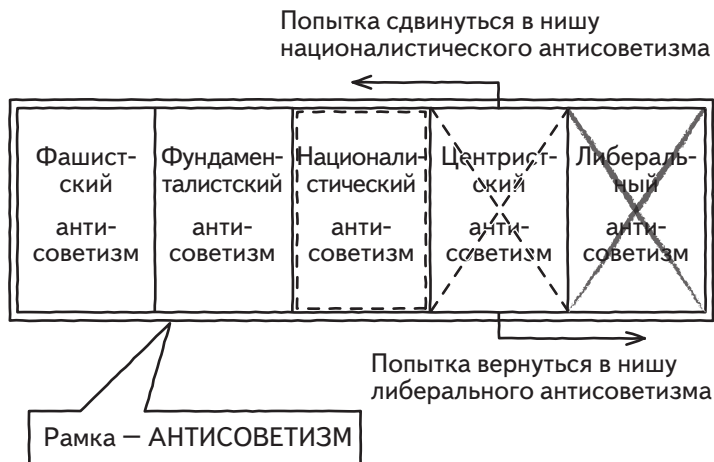 Попытка сдвинуться в нишу
националистического антисоветизма
Фашист-
ский
анти-
советизм
Фундамен-
талистский
анти-
советизм
Национали-
стический
анти-
советизм
Центрист-
ский
анти-
советизм
Либераль-
ный
анти-
советизм
Попытка вернуться в нишу
либерального антисоветизма
Рамка — АНТИСОВЕТИЗМ